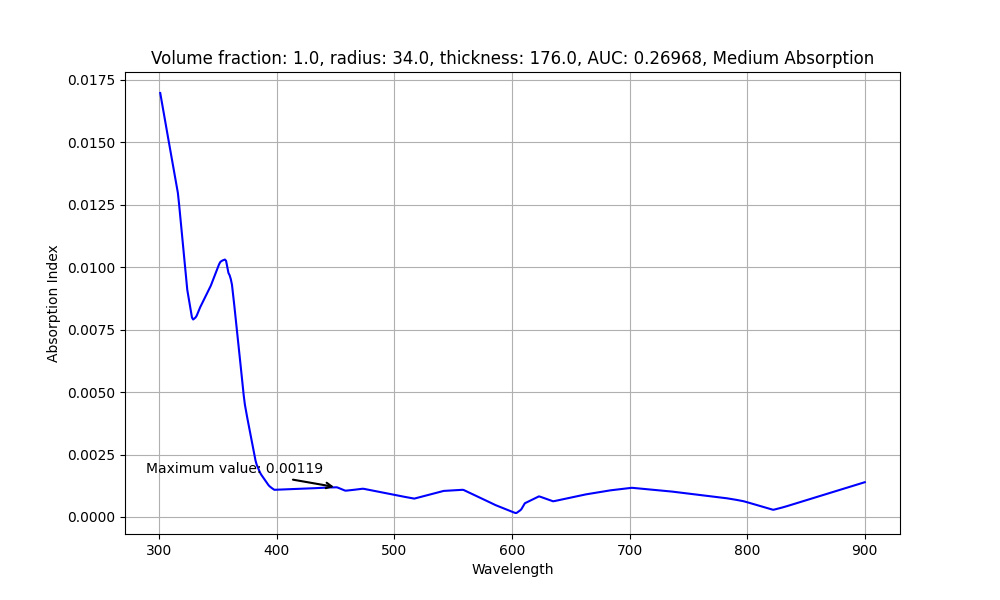 Volume fraction: 1.0, radius: 34.0, thickness: 176.0, AUC: 0.26968, Medium Absorption
0.0175
0.0150
0.0125
0.0100
0.0075
0.0050
0.0025
0.0000
Absorption Index
Maximum value: 0.00119
300 400 500 600 700 800 900
Wavelength